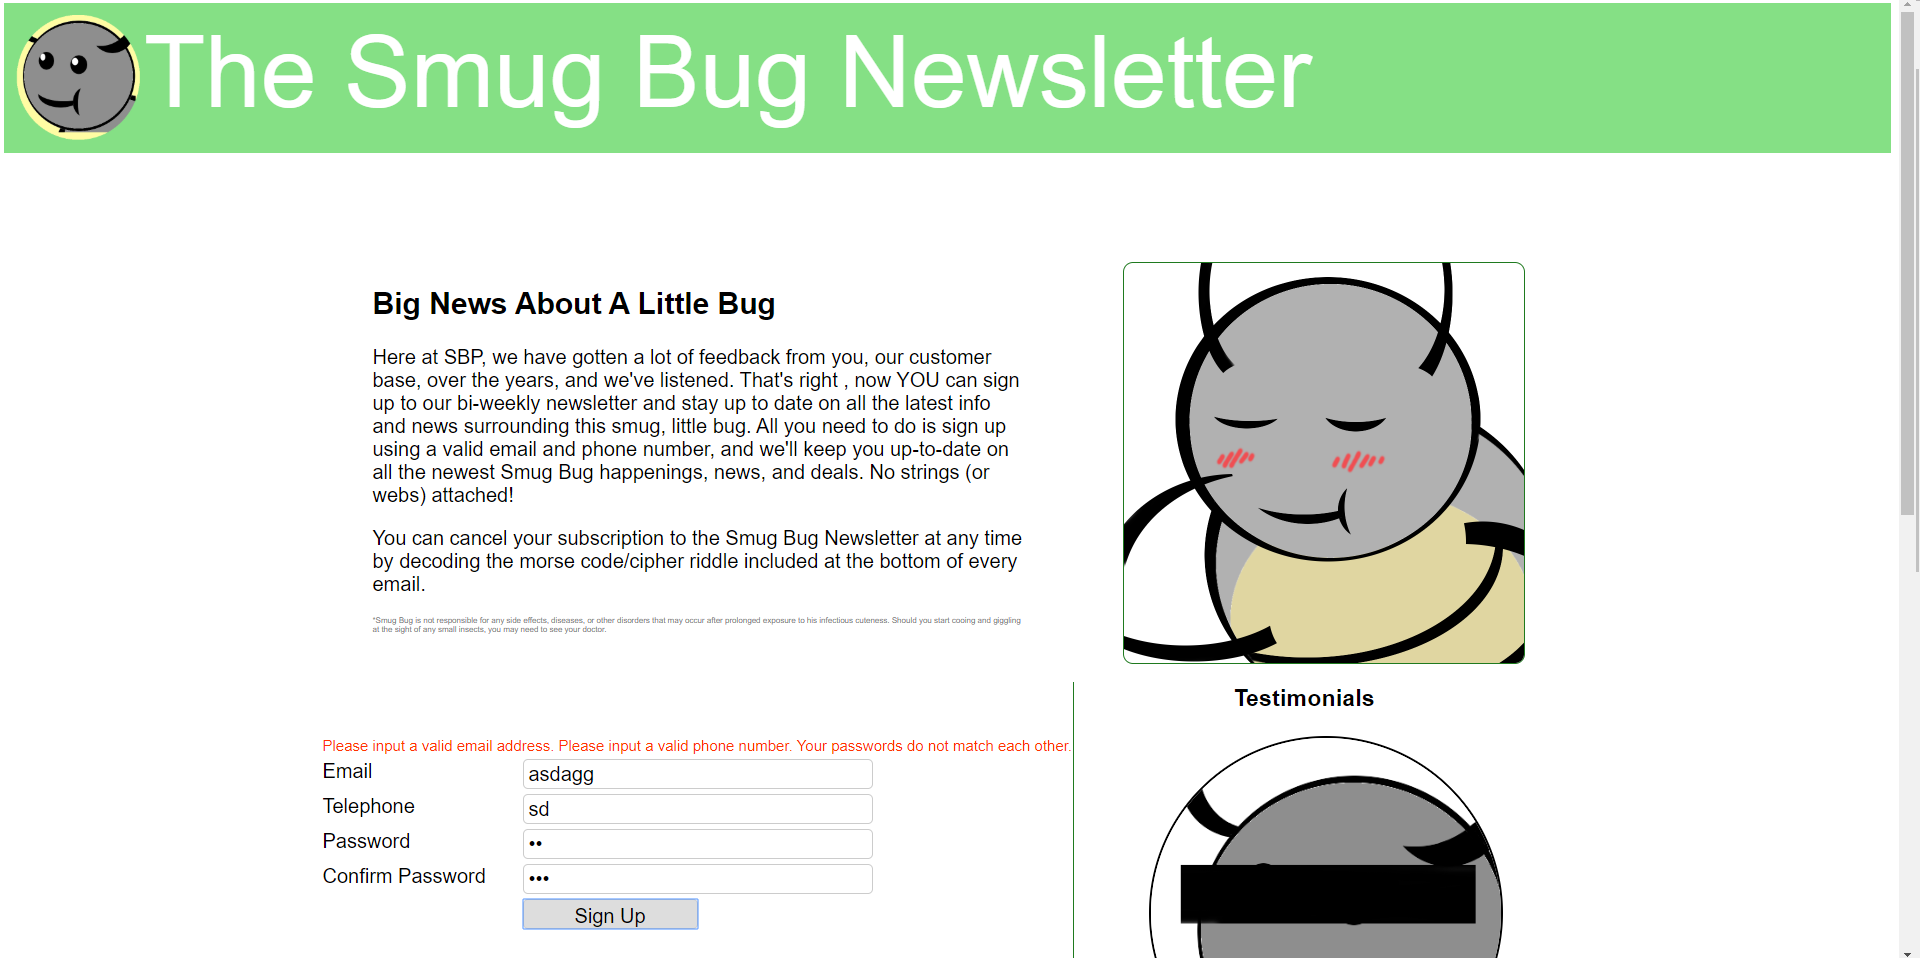 The Smug Bug Newsletter
Big News About A Little Bug
Here at SBP, we have gotten a lot of feedback from you, our customer
base, over the years, and we've listened. That's right , now YOU can sign
up to our bi-weekly newsletter and stay up to date on all the latest info
and news surrounding this smug, little bug. All you need to do is sign up
using a valid email and phone number, and we'll keep you up-to-date on
all the newest Smug Bug happenings, news, and deals. No strings (or
webs) attached!
You can cancel your subscription to the Smug Bug Newsletter at any time
by decoding the morse code/cipher riddle included at the bottom of every
email.
*Smug Bug is not responsible for any side effects, diseases, or other disorders that may occur after prolonged exposure to his infectious cuteness. Should you start cooing and giggling
at the sight of any small insects, you may need to see your doctor.
Testimonials
Please input a valid email address. Please input a valid phone number. Your passwords do not match each other.
Email
asdagg
Telephone
sd
Password
••
Confirm Password
•••
Sign Up